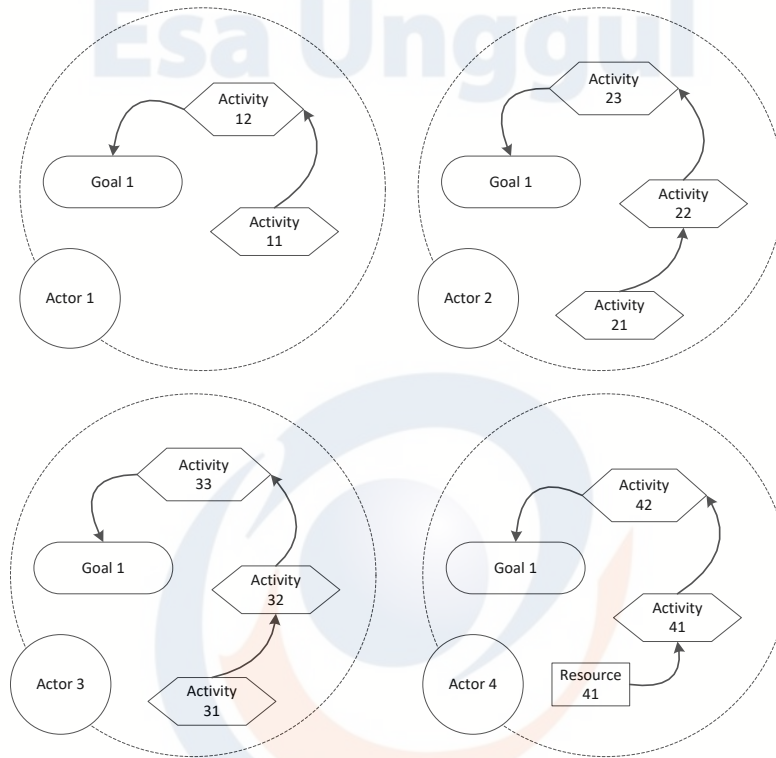 Esa Unggul
Activity
12
Goal 1
Activity
11
Actor 1
Activity
23
Goal 1
Activity
22
Actor 2
Activity
21
Activity
33
Goal 1
Activity
32
Actor 3
Activity
31
Activity
42
Goal 1
Activity
41
Resource
41
Actor 4